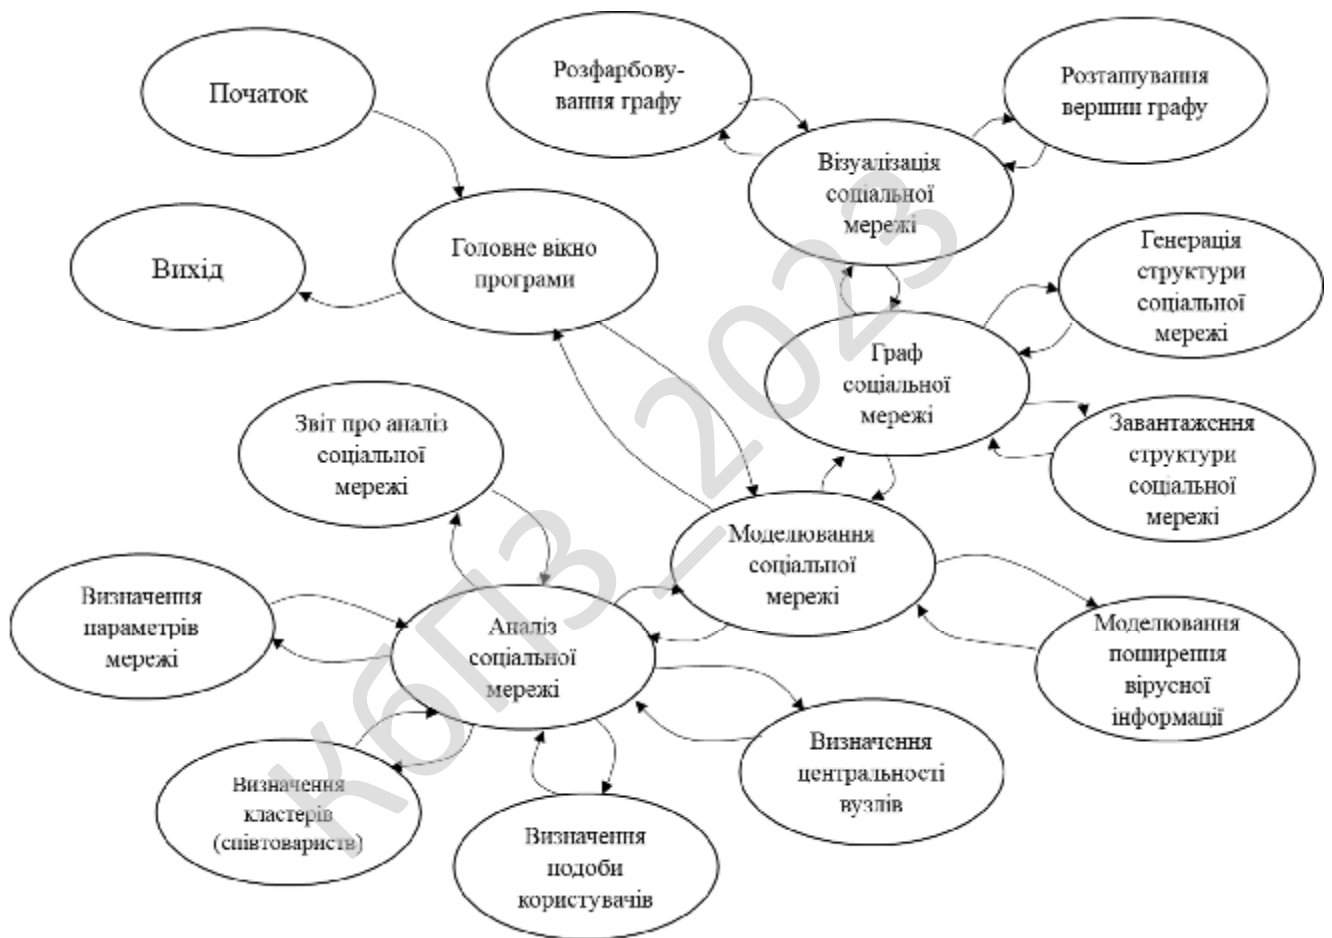 Початок
Розфарбову-
вання графу
Розташування
вершин графу
Візуалізація
соціальної
мережі
Вихід
Головне вікно
програми
Генерація
структури
соціальної
мережі
Граф
соціальної
мережі
Звіт про аналіз
соціальної
мережі
Завантаження
структури
соціальної
мережі
Моделювання
соціальної
мережі
Визначення
параметрів
мережі
Аналіз
соціальної
мережі
Моделювання
поширення
вірусної
інформації
Визначення
центральності
вузлів
Визначення
кластерів
(співтовариств)
Визначення
подоби
користувачів
КбПЗ_2023